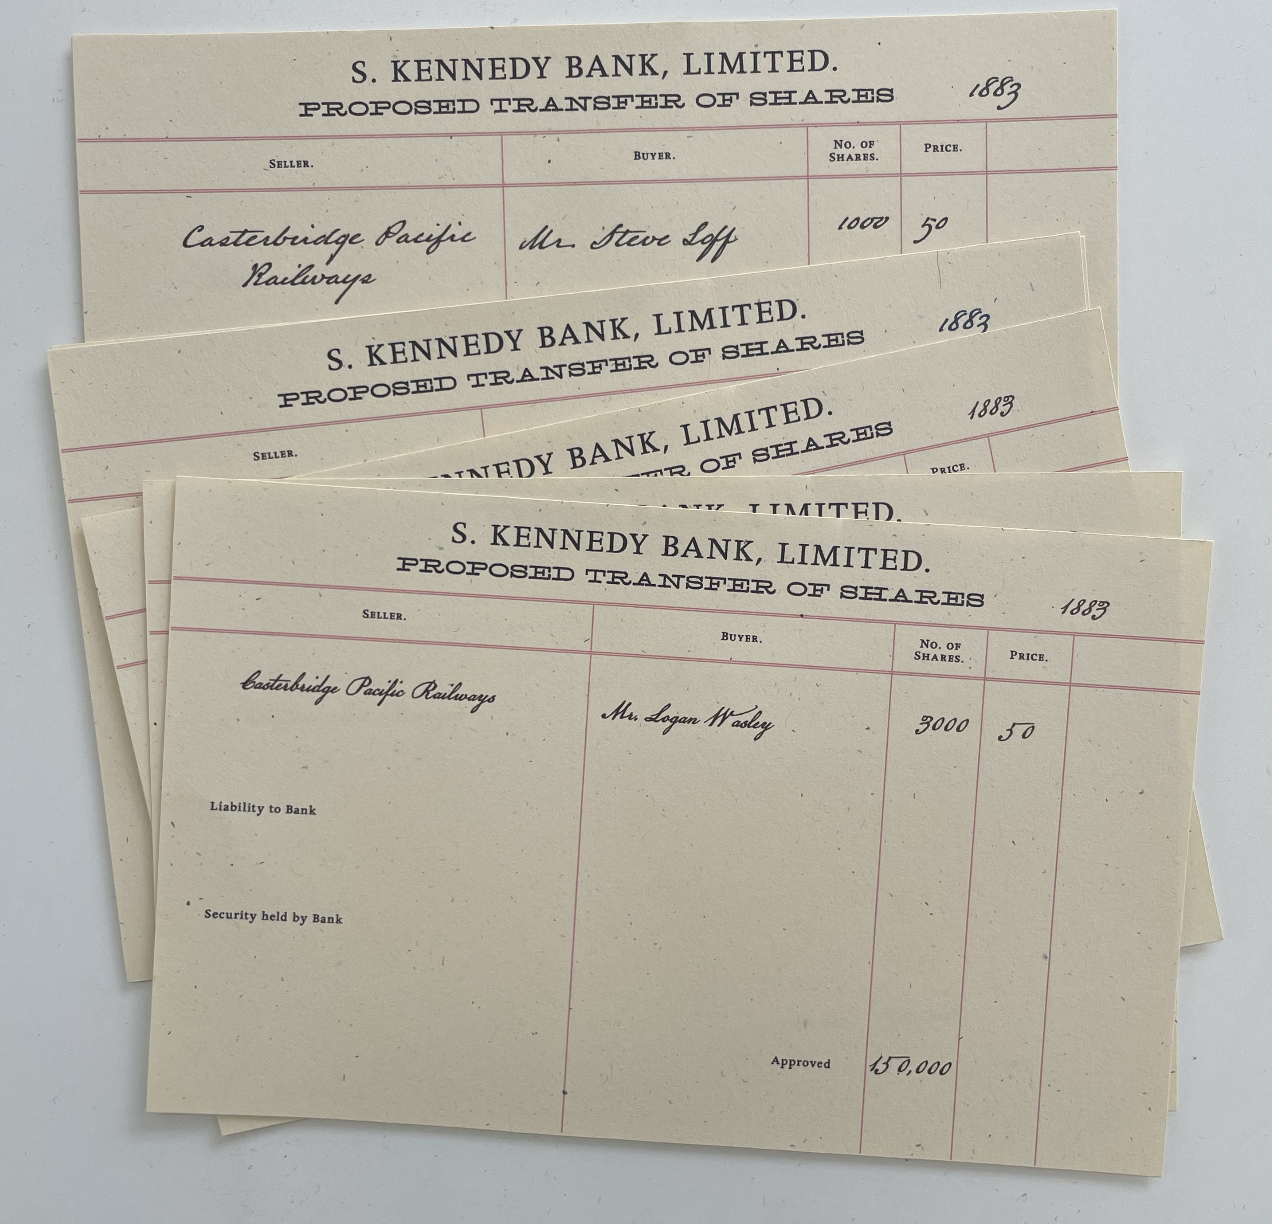 S. KENNEDY BANK, LIMITED.
PROPOSED TRANSFER OF SHARES 1883
SELLER. BUYER. NO. OF SHARES. PRICE.
Casterbridge Pacific Railways Mr. Steve Loff 1000 50
S. KENNEDY BANK, LIMITED.
PROPOSED TRANSFER OF SHARES 1883
SELLER.
BANK, LIMITED.
OF SHARES 1883
PRICE.
LIMITED.
S. KENNEDY BANK, LIMITED.
PROPOSED TRANSFER OF SHARES 1883
SELLER. BUYER. NO. OF SHARES. PRICE.
Casterbridge Pacific Railways Mr. Logan Wasley 3000 50
Liability to Bank
Security held by Bank
Approved 150,000